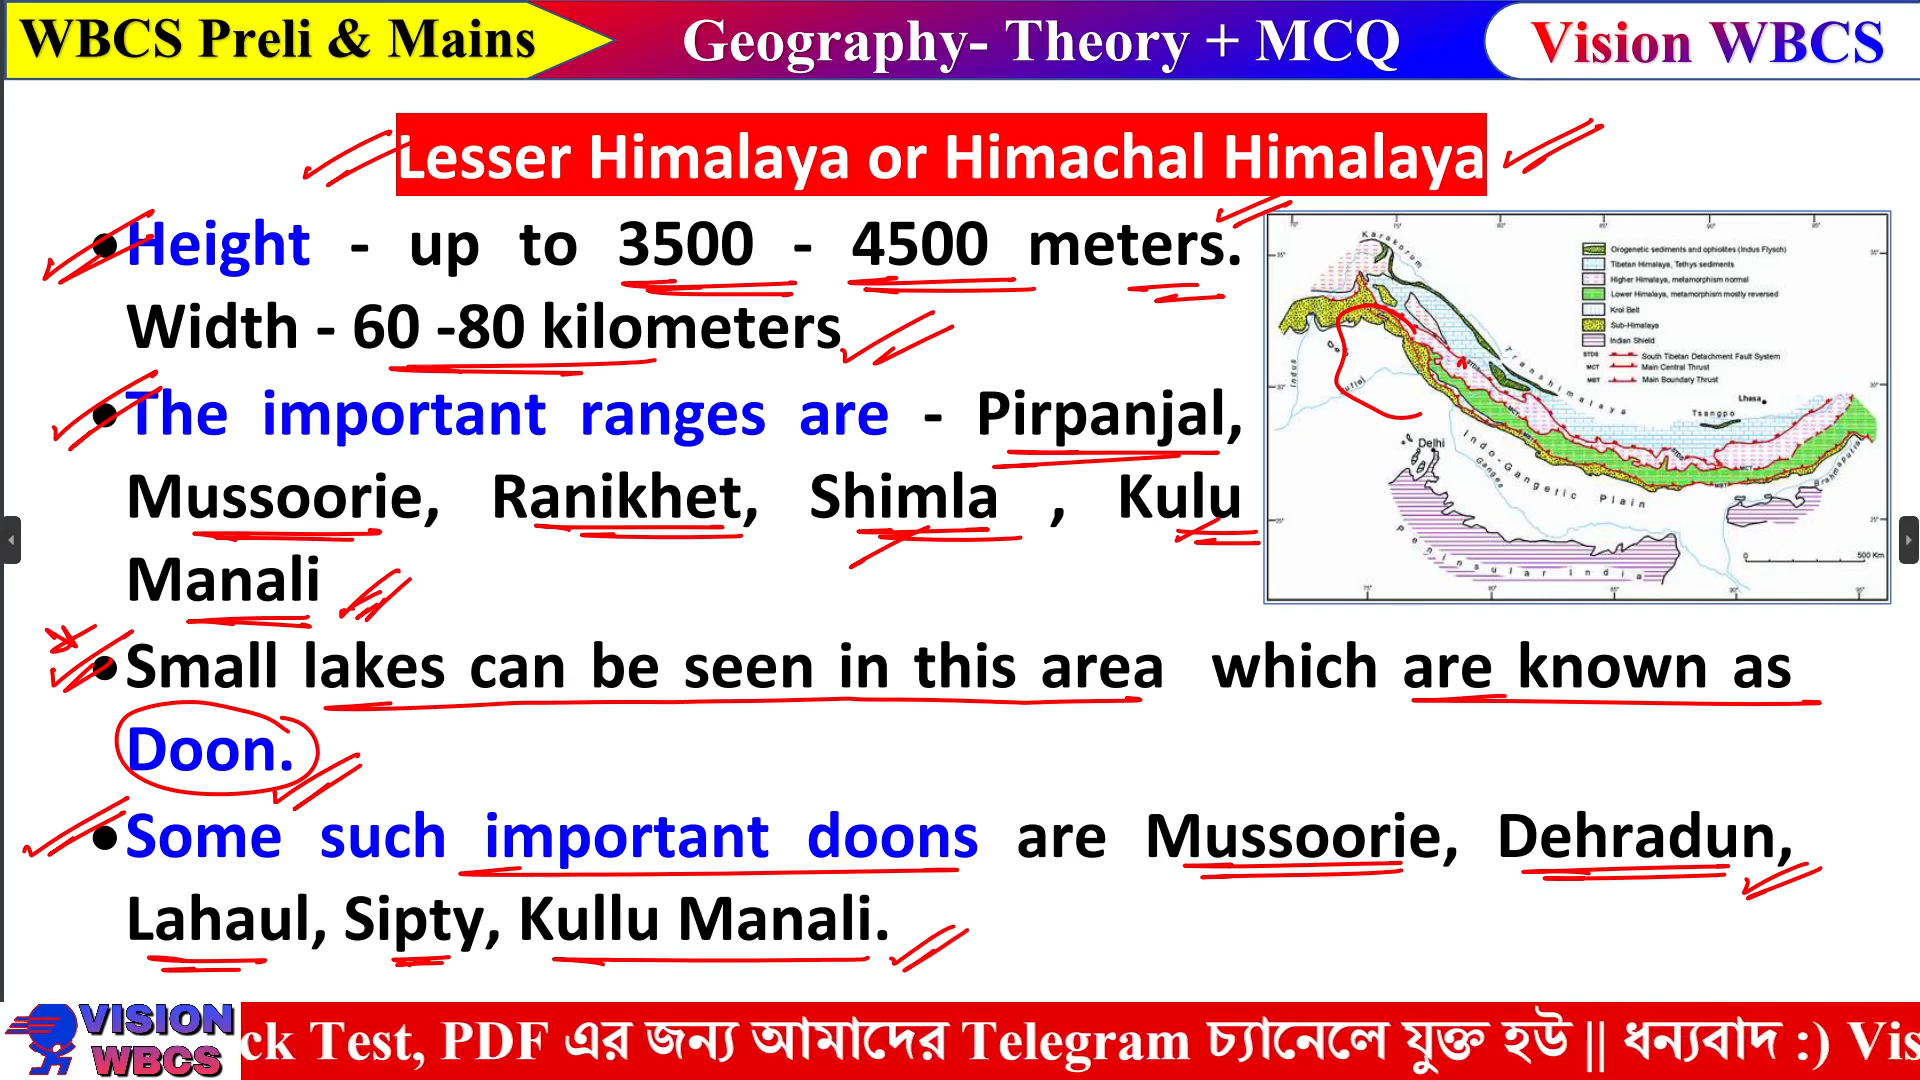 WBCS Preli & Mains
Geography- Theory + MCQ
Vision WBCS
Lesser Himalaya or Himachal Himalaya
• Height - up to 3500 - 4500 meters.
Width - 60 -80 kilometers
• The important ranges are - Pirpanjal,
Mussoorie, Ranikhet, Shimla , Kulu
Manali
Karakorum
Orogenetic sediments and ophiolites (Indus Flysch)
Tibetan Himalaya, Tethys sediments
Higher Himalaya, metamorphism normal
Lower Himalaya, metamorphism mostly reversed
Krol Belt
Sub-Himalaya
Indian Shield
STDS South Tibetan Detachment Fault System
MCT Main Central Thrust
MBT Main Boundary Thrust
Indus
Transhimalaya
Lhasa
Tsangpo
Delhi
Indo-Gangetic Plain
Ganges
Brahmaputra
Peninsular India
500 Km
• Small lakes can be seen in this area which are known as
Doon.
• Some such important doons are Mussoorie, Dehradun,
Lahaul, Sipty, Kullu Manali.
VISION
WBCS
ck Test, PDF এর জন্য আমাদের Telegram চ্যানেলে যুক্ত হউ || ধন্যবাদ :) Vis